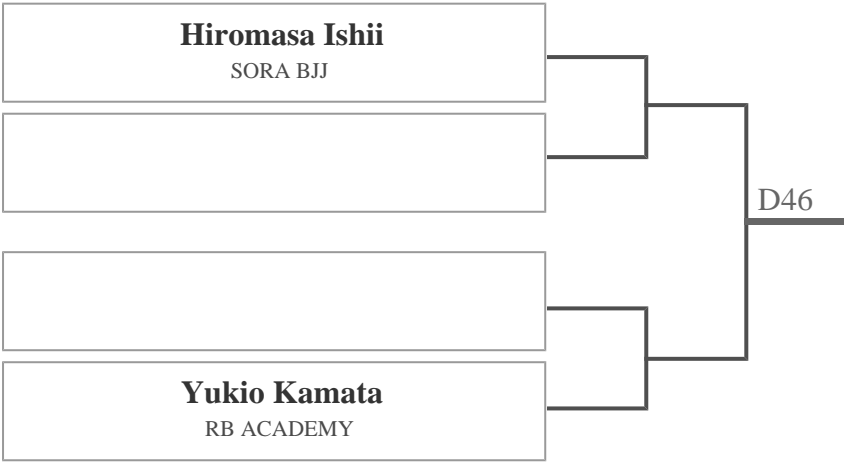 Hiromasa Ishii
SORA BJJ
D46
Yukio Kamata
RB ACADEMY